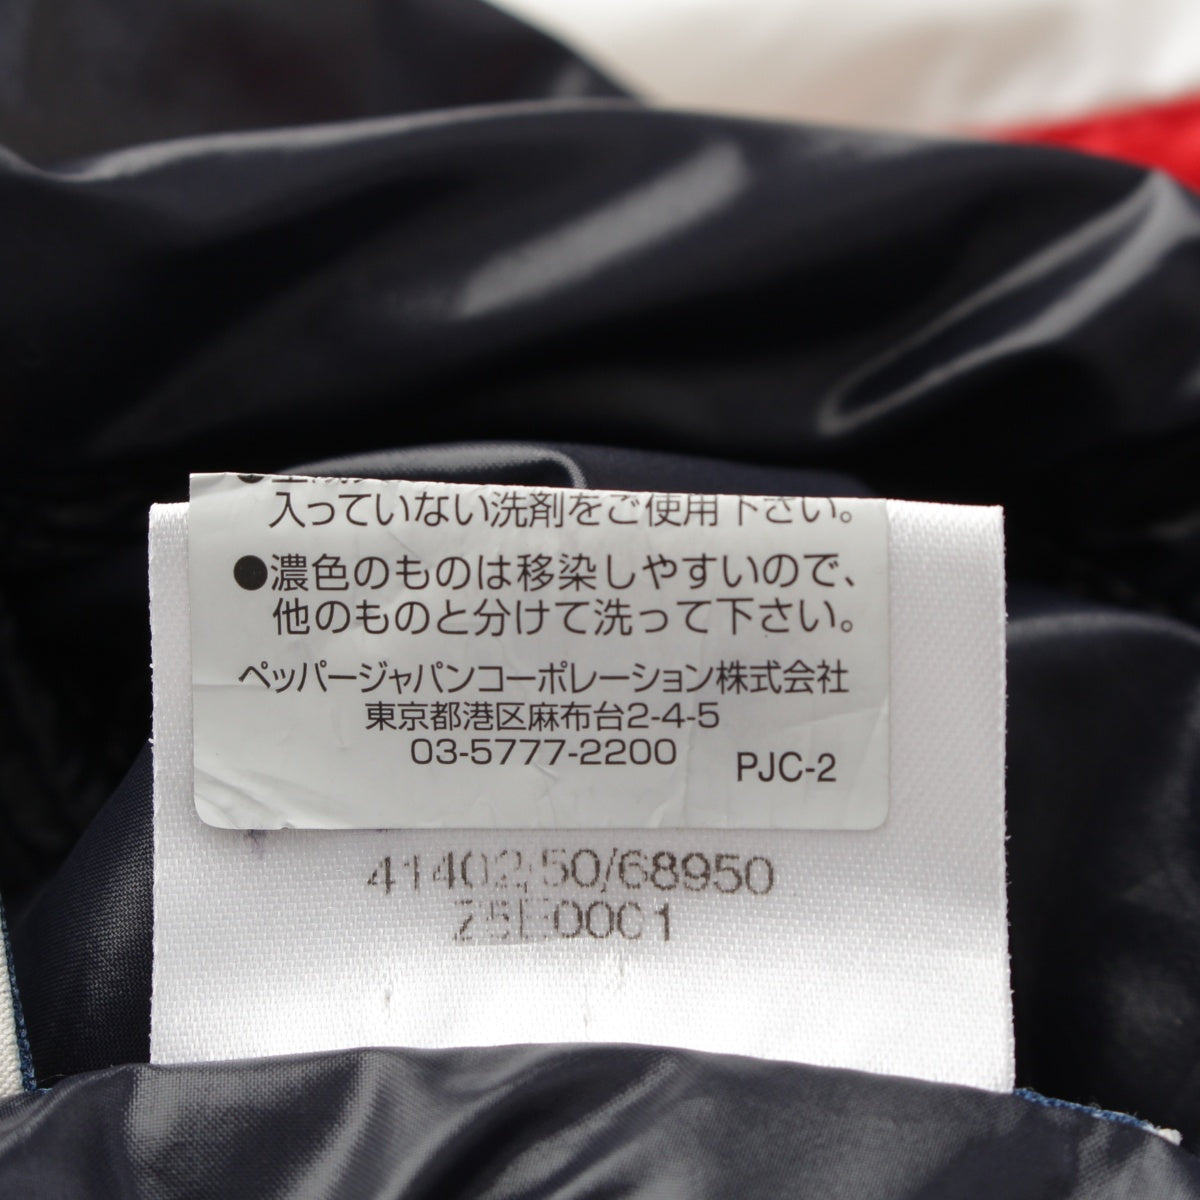 入っていない洗剤をご使用下さい。
●濃色のものは移染しやすいので、
他のものと分けて洗って下さい。
ペッパージャパンコーポレーション株式会社
東京都港区麻布台2-4-5
03-5777-2200
PJC-2
41402/50/68950